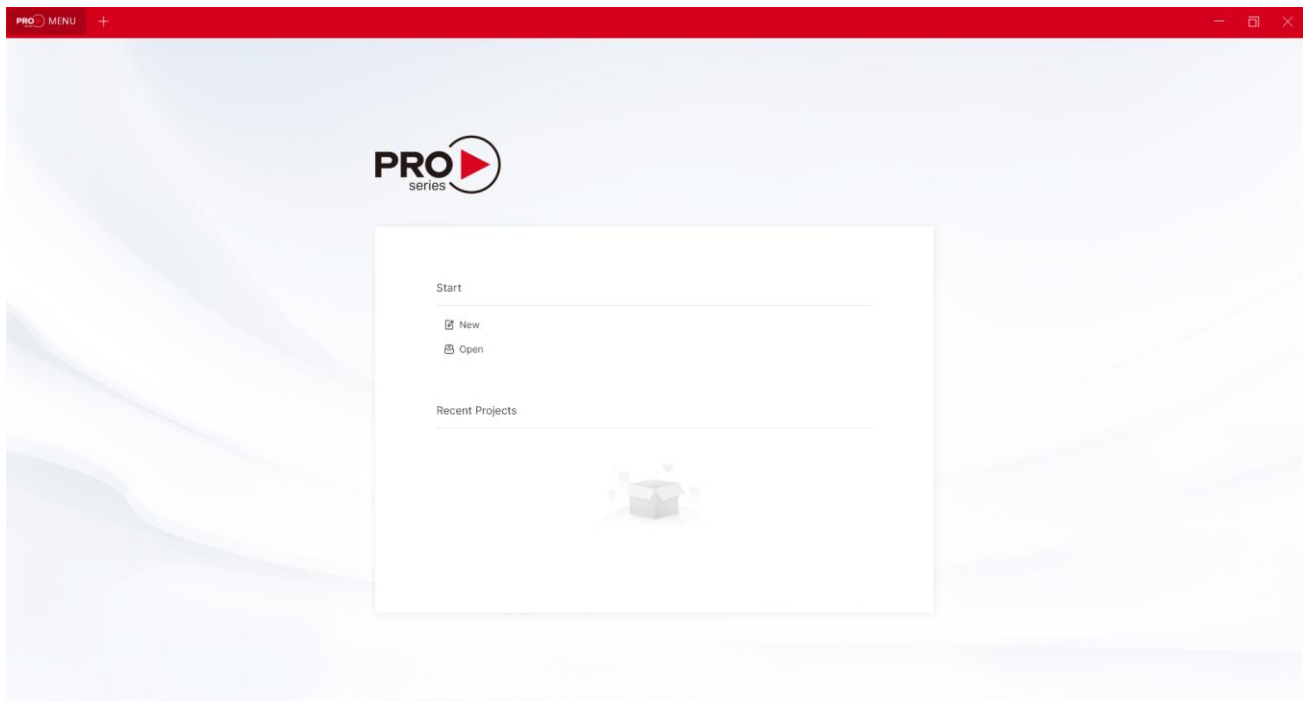 PRO MENU
PRO
series
Start
New
Open
Recent Projects